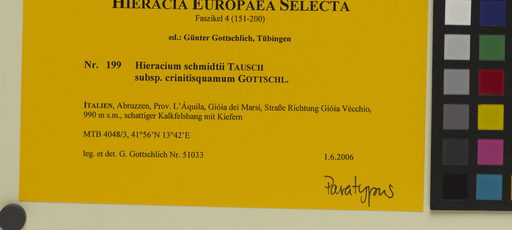 HIERACIA EUROPAEA SELECTA
Faszikel 4 (151-200)
ed.: Günter Gottschlich, Tübingen
Nr. 199 Hieracium schmidtii TAUSCH
subsp. crinitisquamum GOTTSCHL.
ITALIEN, Abruzzen, Prov. L'Áquila, Gióia dei Marsi, Straße Richtung Gióia Vécchio,
990 m s.m., schattiger Kalkfelshang mit Kiefern
MTB 4048/3, 41°56'N 13°42'E
leg. et det. G. Gottschlich Nr. 51033 1.6.2006
Paratypus